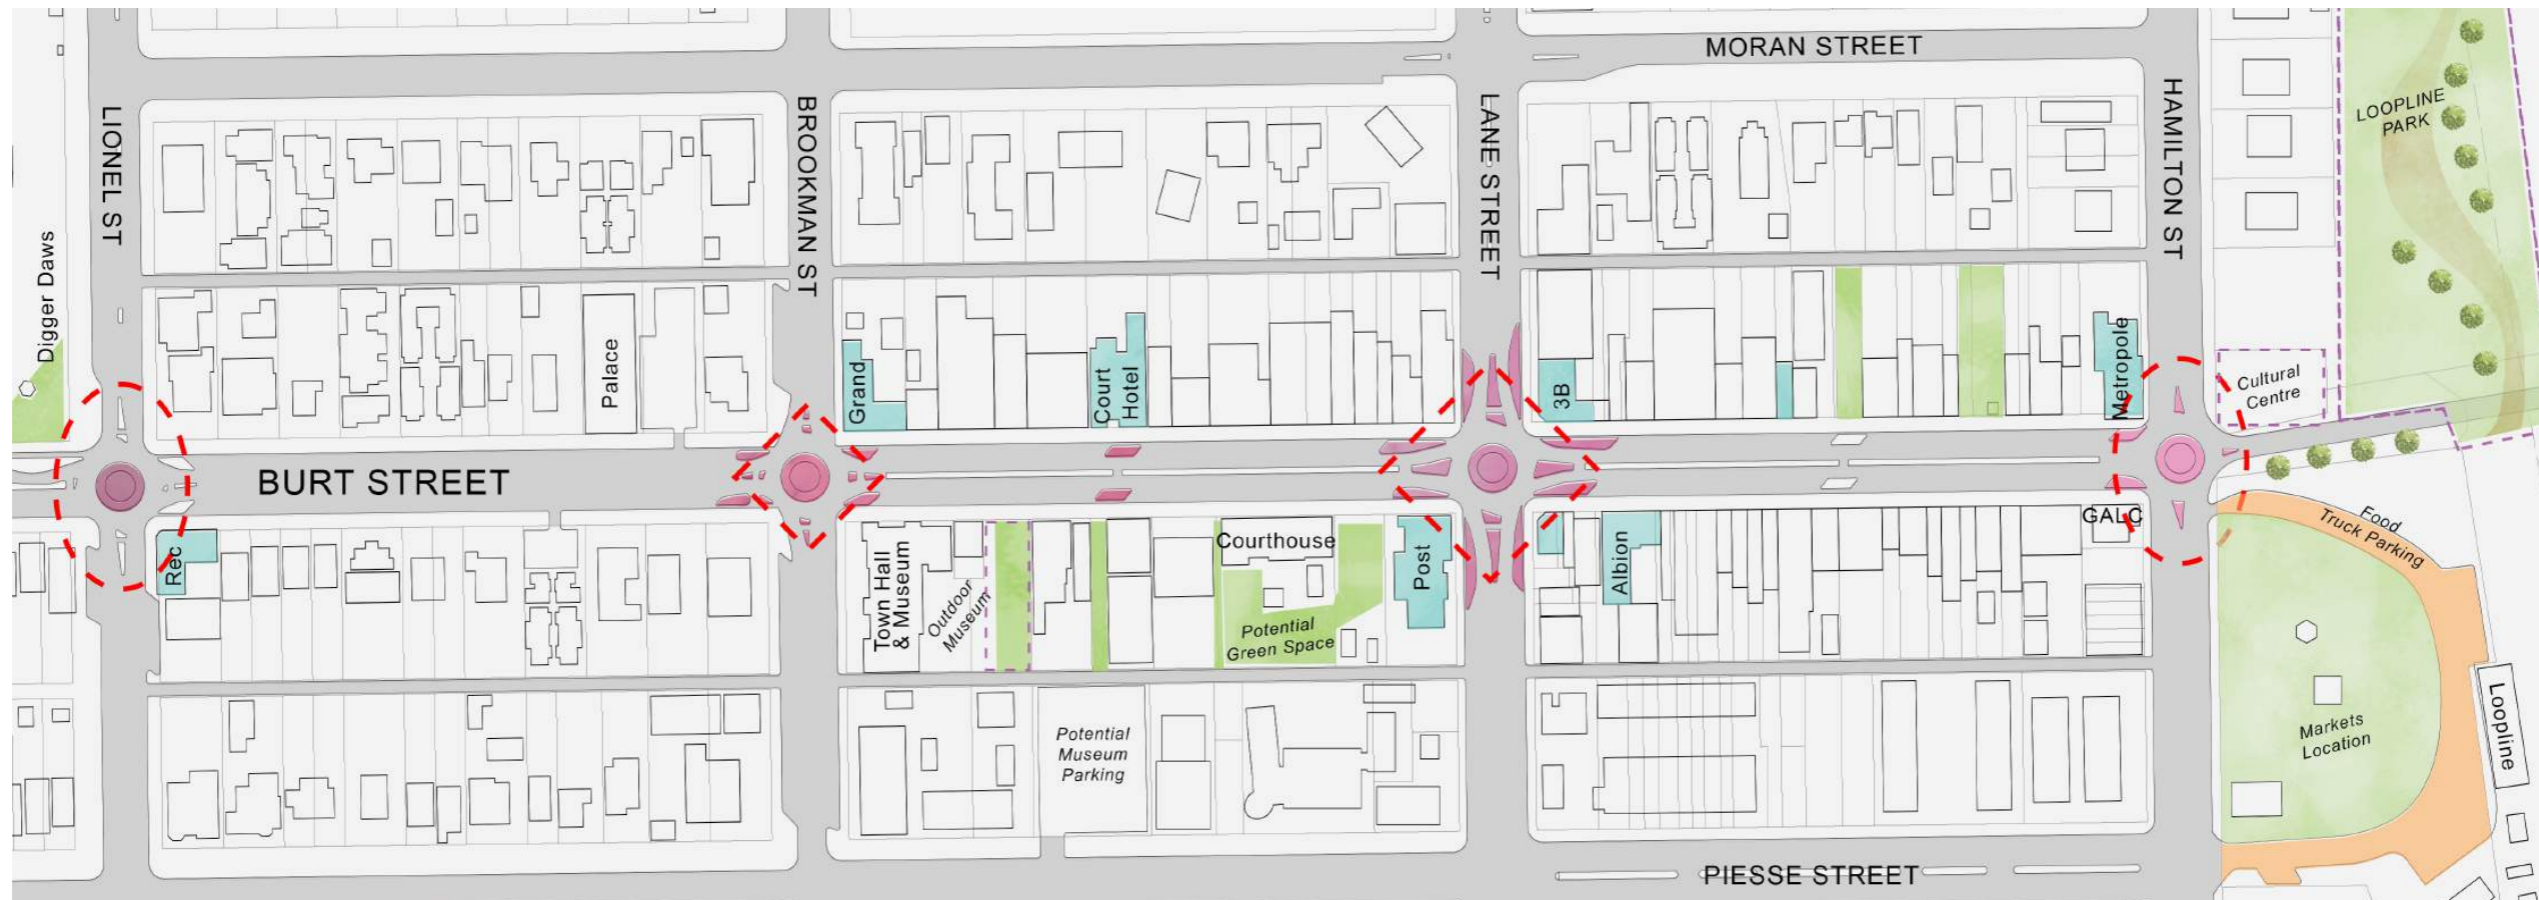 MORAN STREET
LIONEL ST
BROOKMAN ST
LANE STREET
HAMILTON ST
LOOPLINE
PARK
Digger Daws
Palace
Grand
Court
Hotel
3B
Metropole
Cultural
Centre
BURT STREET
Rec
Town Hall
& Museum
Outdoor
Museum
Courthouse
Potential
Green Space
Post
Albion
GALC
Food
Truck Parking
Markets
Location
Loopline
Potential
Museum
Parking
PIESSE STREET